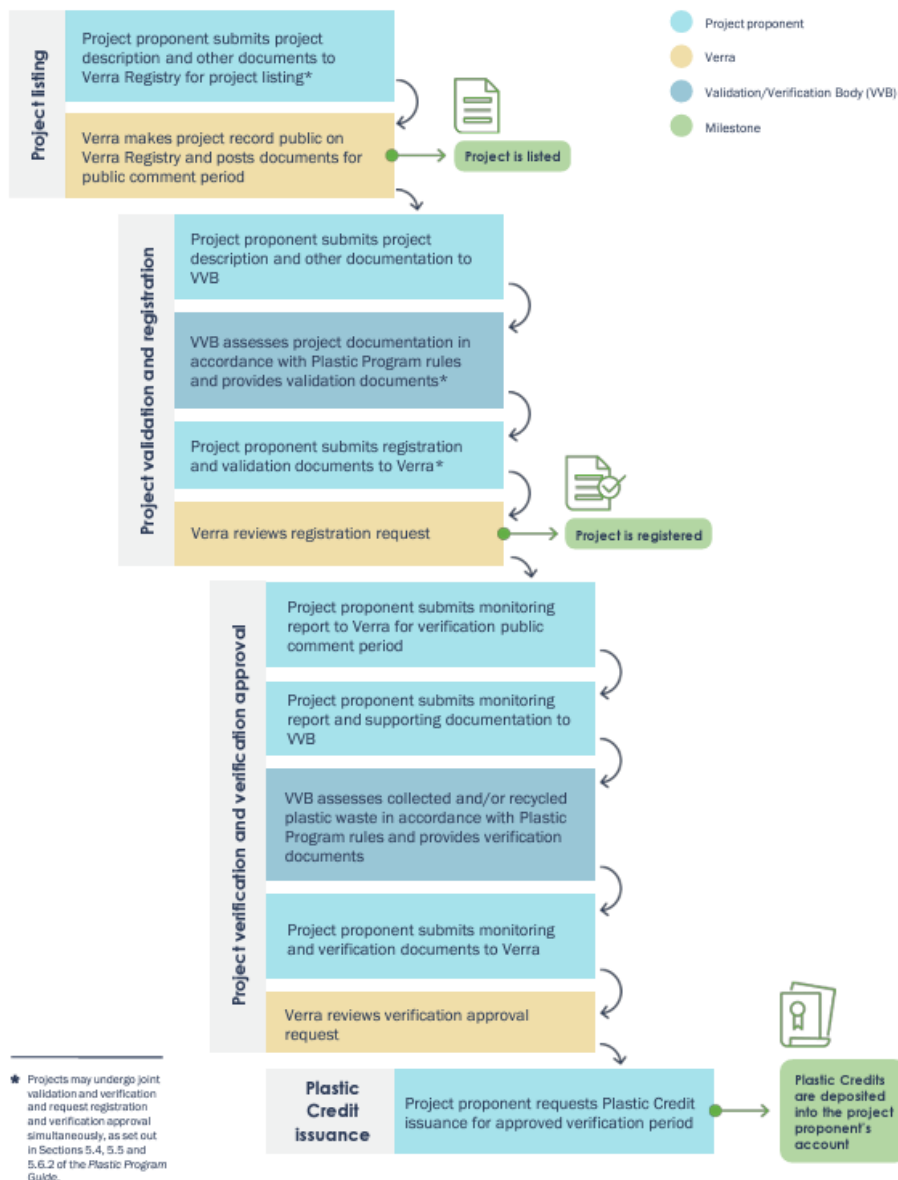 Project proponent
Verra
Validation/Verification Body (VVB)
Milestone
Project listing
Project proponent submits project
description and other documents to
Verra Registry for project listing*
Verra makes project record public on
Verra Registry and posts documents for
public comment period
Project is listed
Project validation and registration
Project proponent submits project
description and other documentation to
VVB
VVB assesses project documentation in
accordance with Plastic Program rules
and provides validation documents*
Project proponent submits registration
and validation documents to Verra*
Verra reviews registration request
Project is registered
Project verification and verification approval
Project proponent submits monitoring
report to Verra for verification public
comment period
Project proponent submits monitoring
report and supporting documentation to
VVB
VVB assesses collected and/or recycled
plastic waste in accordance with Plastic
Program rules and provides verification
documents
Project proponent submits monitoring
and verification documents to Verra
Verra reviews verification approval
request
Plastic
Credit
issuance
Project proponent requests Plastic Credit
issuance for approved verification period
Plastic Credits
are deposited
into the project
proponent's
account
* Projects may undergo joint
validation and verification
and request registration
and verification approval
simultaneously, as set out
in Sections 5.4, 5.5 and
5.6.2 of the Plastic Program
Guide.